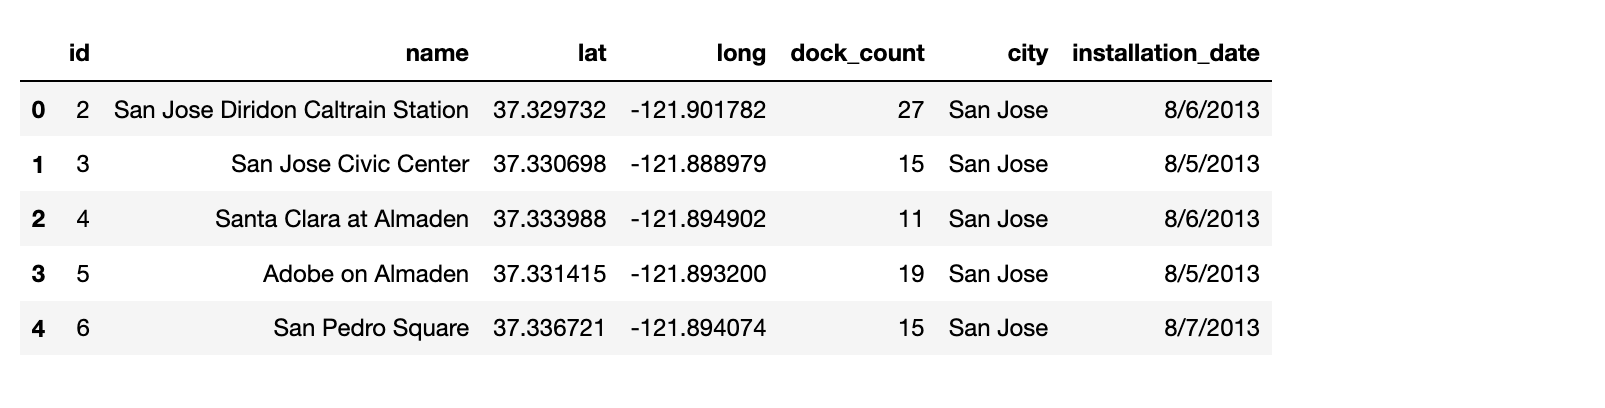 id name lat long dock_count city installation_date
0 2 San Jose Diridon Caltrain Station 37.329732 -121.901782 27 San Jose 8/6/2013
1 3 San Jose Civic Center 37.330698 -121.888979 15 San Jose 8/5/2013
2 4 Santa Clara at Almaden 37.333988 -121.894902 11 San Jose 8/6/2013
3 5 Adobe on Almaden 37.331415 -121.893200 19 San Jose 8/5/2013
4 6 San Pedro Square 37.336721 -121.894074 15 San Jose 8/7/2013